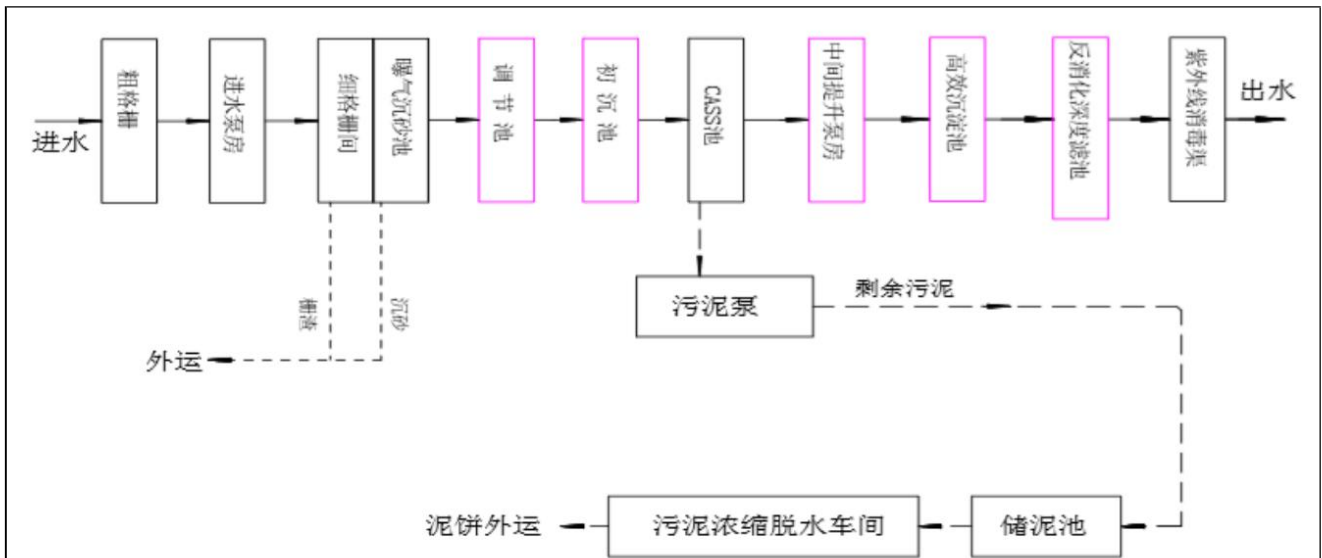 进水
粗格栅
进水泵房
细格栅间
曝气沉砂池
调节池
初沉池
CASS池
中间提升泵房
高效沉淀池
反消化深度滤池
紫外线消毒渠
出水
栅渣
沉砂
外运
污泥泵
剩余污泥
泥饼外运
污泥浓缩脱水车间
储泥池